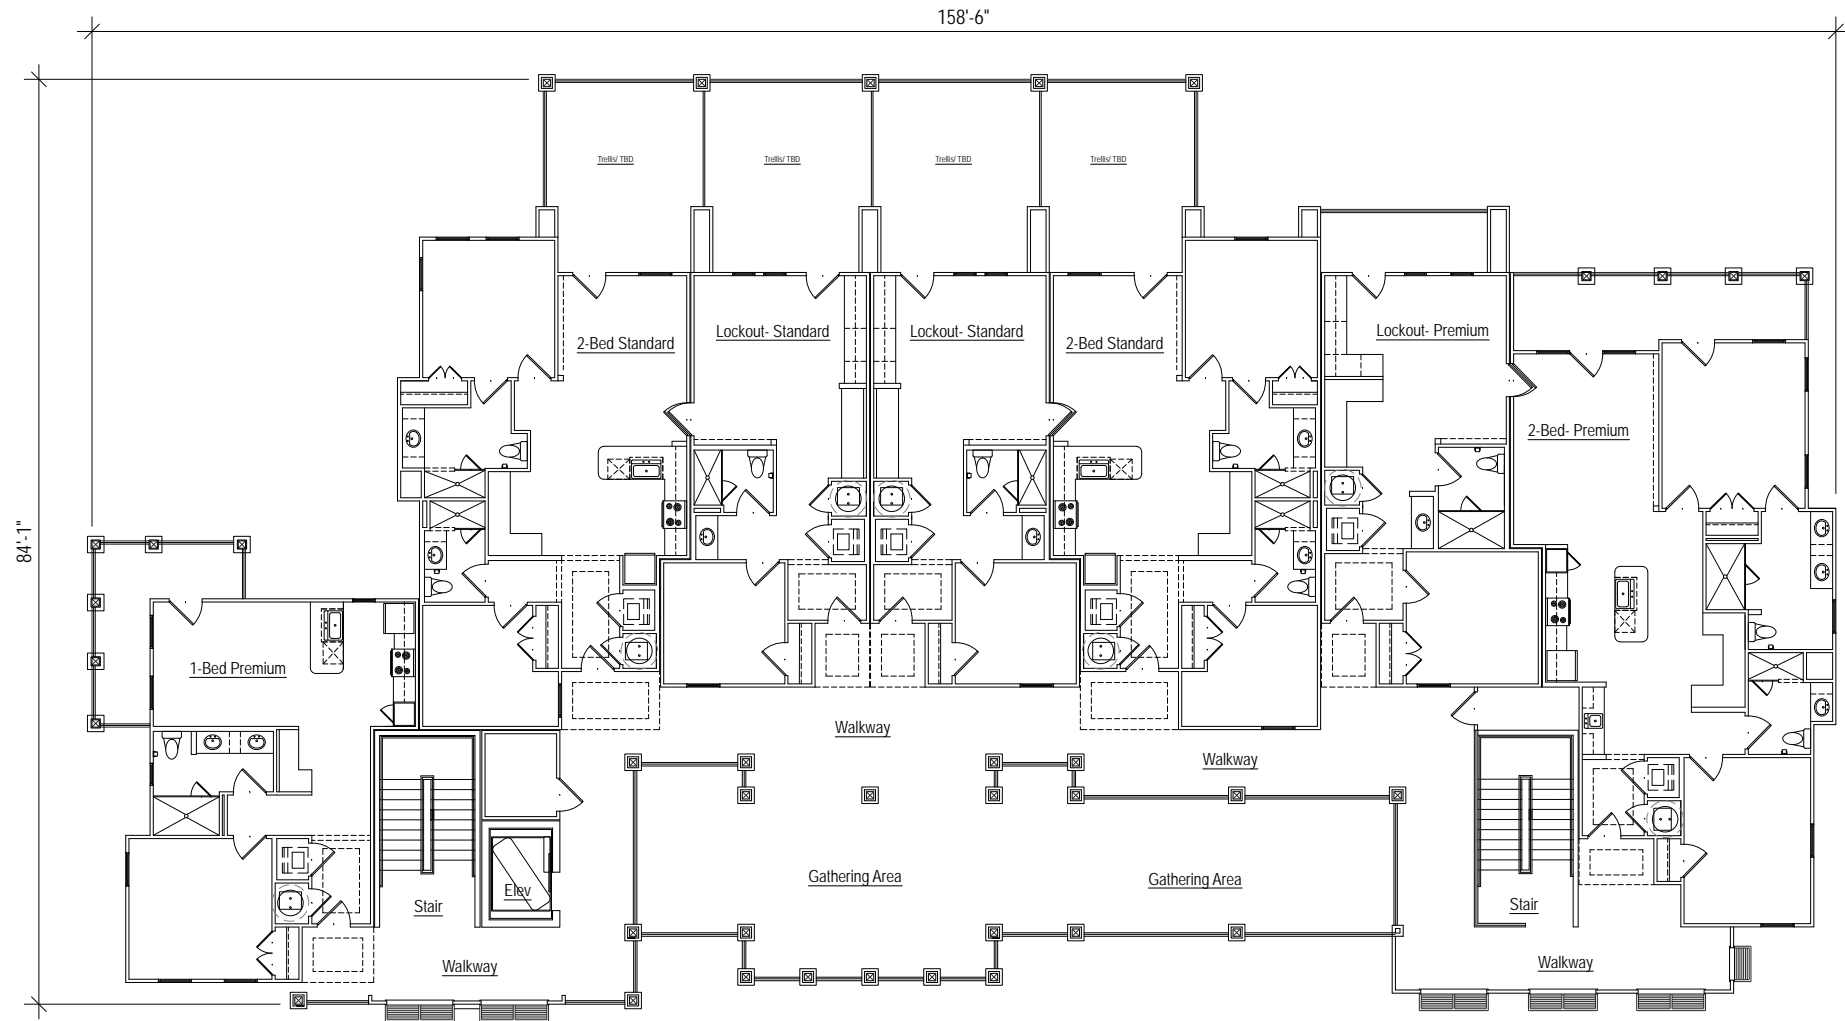 158'-6"
84'-1"
Trellis/ TBD
Trellis/ TBD
Trellis/ TBD
Trellis/ TBD
2-Bed Standard
Lockout- Standard
Lockout- Standard
2-Bed Standard
Lockout- Premium
2-Bed- Premium
1-Bed Premium
Walkway
Walkway
Gathering Area
Gathering Area
Elev
Stair
Stair
Walkway
Walkway